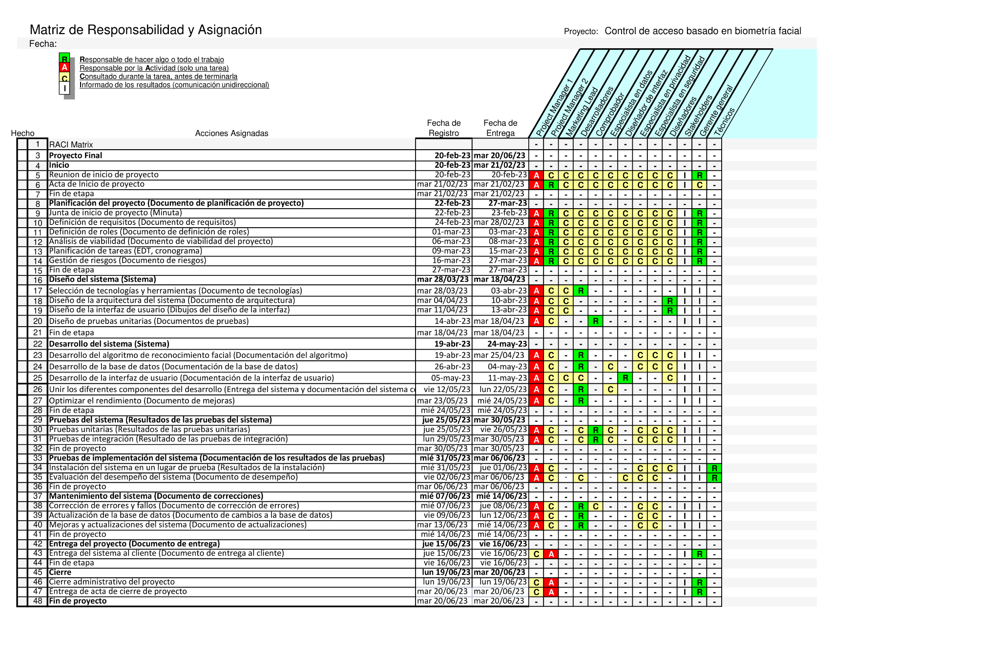 Matriz de Responsabilidad y Asignación
Proyecto: Control de acceso basado en biometría facial
Fecha:
R Responsable de hacer algo o todo el trabajo
A Responsable por la Actividad (solo una tarea)
C Consultado durante la tarea, antes de terminarla
I Informado de los resultados (comunicación unidireccional)
Project Manager 1
Project Manager 2
Marketing Lead
Desarrolladores
Comprobador
Especialista en datos
Diseñador de interfaz
Especialista en privacidad
Especialista en seguridad
Diseñadores
Stakeholders
Gerente general
Técnicos
Hecho Acciones Asignadas Fecha de Registro Fecha de Entrega
1 RACI Matrix - - - - - - - - - - - - -
3 Proyecto Final 20-feb-23 mar 20/06/23 - - - - - - - - - - - - -
4 Inicio 20-feb-23 mar 21/02/23 - - - - - - - - - - - - -
5 Reunion de inicio de proyecto 20-feb-23 20-feb-23 A C C C C C C C C C I R -
6 Acta de Inicio de proyecto mar 21/02/23 mar 21/02/23 A R C C C C C C C C I C -
7 Fin de etapa mar 21/02/23 mar 21/02/23 - - - - - - - - - - - - -
8 Planificación del proyecto (Documento de planificación de proyecto) 22-feb-23 27-mar-23 - - - - - - - - - - - - -
9 Junta de inicio de proyecto (Minuta) 22-feb-23 23-feb-23 A R C C C C C C C C I R -
10 Definición de requisitos (Documento de requisitos) 24-feb-23 mar 28/02/23 A R C C C C C C C C I R -
11 Definición de roles (Documento de definición de roles) 01-mar-23 03-mar-23 A R C C C C C C C C I R -
12 Análisis de viabilidad (Documento de viabilidad del proyecto) 06-mar-23 08-mar-23 A R C C C C C C C C I R -
13 Planificación de tareas (EDT, cronograma) 09-mar-23 15-mar-23 A R C C C C C C C C I R -
14 Gestión de riesgos (Documento de riesgos) 16-mar-23 27-mar-23 A R C C C C C C C C I R -
15 Fin de etapa 27-mar-23 27-mar-23 - - - - - - - - - - - - -
16 Diseño del sistema (Sistema) mar 28/03/23 mar 18/04/23 - - - - - - - - - - - - -
17 Selección de tecnologías y herramientas (Documento de tecnologías) mar 28/03/23 03-abr-23 A C C R - - - - - - I I -
18 Diseño de la arquitectura del sistema (Documento de arquitectura) mar 04/04/23 10-abr-23 A C C - - - - - - R I I -
19 Diseño de la interfaz de usuario (Dibujos del diseño de la interfaz) mar 11/04/23 13-abr-23 A C C - - - - - - R I I -
20 Diseño de pruebas unitarias (Documentos de pruebas) 14-abr-23 mar 18/04/23 A C - - R - - - - - I I -
21 Fin de etapa mar 18/04/23 mar 18/04/23 - - - - - - - - - - - - -
22 Desarrollo del sistema (Sistema) 19-abr-23 24-may-23 - - - - - - - - - - - - -
23 Desarrollo del algoritmo de reconocimiento facial (Documentación del algoritmo) 19-abr-23 mar 25/04/23 A C - R - - - C C C I I -
24 Desarrollo de la base de datos (Documentación de la base de datos) 26-abr-23 04-may-23 A C - R - C - C C C I I -
25 Desarrollo de la interfaz de usuario (Documentación de la interfaz de usuario) 05-may-23 11-may-23 A C C C - - R - - C I I -
26 Unir los diferentes componentes del desarrollo (Entrega del sistema y documentación del sistema c vie 12/05/23 lun 22/05/23 A C - R - C - - - - I I -
27 Optimizar el rendimiento (Documento de mejoras) mar 23/05/23 mié 24/05/23 A C - R - - - - - - I I -
28 Fin de etapa mié 24/05/23 mié 24/05/23 - - - - - - - - - - - - -
29 Pruebas del sistema (Resultados de las pruebas del sistema) jue 25/05/23 mar 30/05/23 - - - - - - - - - - - - -
30 Pruebas unitarias (Resultados de las pruebas unitarias) jue 25/05/23 vie 26/05/23 A C - C R C - C C C I I -
31 Pruebas de integración (Resultado de las pruebas de integración) lun 29/05/23 mar 30/05/23 A C - C R C - C C C I I -
32 Fin de proyecto mar 30/05/23 mar 30/05/23 - - - - - - - - - - - - -
33 Pruebas de implementación del sistema (Documentación de los resultados de las pruebas) mié 31/05/23 mar 06/06/23 - - - - - - - - - - - - -
34 Instalación del sistema en un lugar de prueba (Resultados de la instalación) mié 31/05/23 jue 01/06/23 A C - - - - - C C C I I R
35 Evaluación del desempeño del sistema (Documento de desempeño) vie 02/06/23 mar 06/06/23 A C - C - - C C C - I I R
36 Fin de proyecto mar 06/06/23 mar 06/06/23 - - - - - - - - - - - - -
37 Mantenimiento del sistema (Documento de correcciones) mié 07/06/23 mié 14/06/23 - - - - - - - - - - - - -
38 Corrección de errores y fallos (Documento de corrección de errores) mié 07/06/23 jue 08/06/23 A C - R C - - C C - I I -
39 Actualización de la base de datos (Documento de cambios a la base de datos) vie 09/06/23 lun 12/06/23 A C - R - - - C C - I I -
40 Mejoras y actualizaciones del sistema (Documento de actualizaciones) mar 13/06/23 mié 14/06/23 A C - R - - - C C - I I -
41 Fin de proyecto mié 14/06/23 mié 14/06/23 - - - - - - - - - - - - -
42 Entrega del proyecto (Documento de entrega) jue 15/06/23 vie 16/06/23 - - - - - - - - - - - - -
43 Entrega del sistema al cliente (Documento de entrega al cliente) jue 15/06/23 vie 16/06/23 C A - - - - - - - - I R -
44 Fin de etapa vie 16/06/23 vie 16/06/23 - - - - - - - - - - - - -
45 Cierre lun 19/06/23 mar 20/06/23 - - - - - - - - - - - - -
46 Cierre administrativo del proyecto lun 19/06/23 lun 19/06/23 C A - - - - - - - - I R -
47 Entrega de acta de cierre de proyecto mar 20/06/23 mar 20/06/23 C A - - - - - - - - I R -
48 Fin de proyecto mar 20/06/23 mar 20/06/23 - - - - - - - - - - - - -